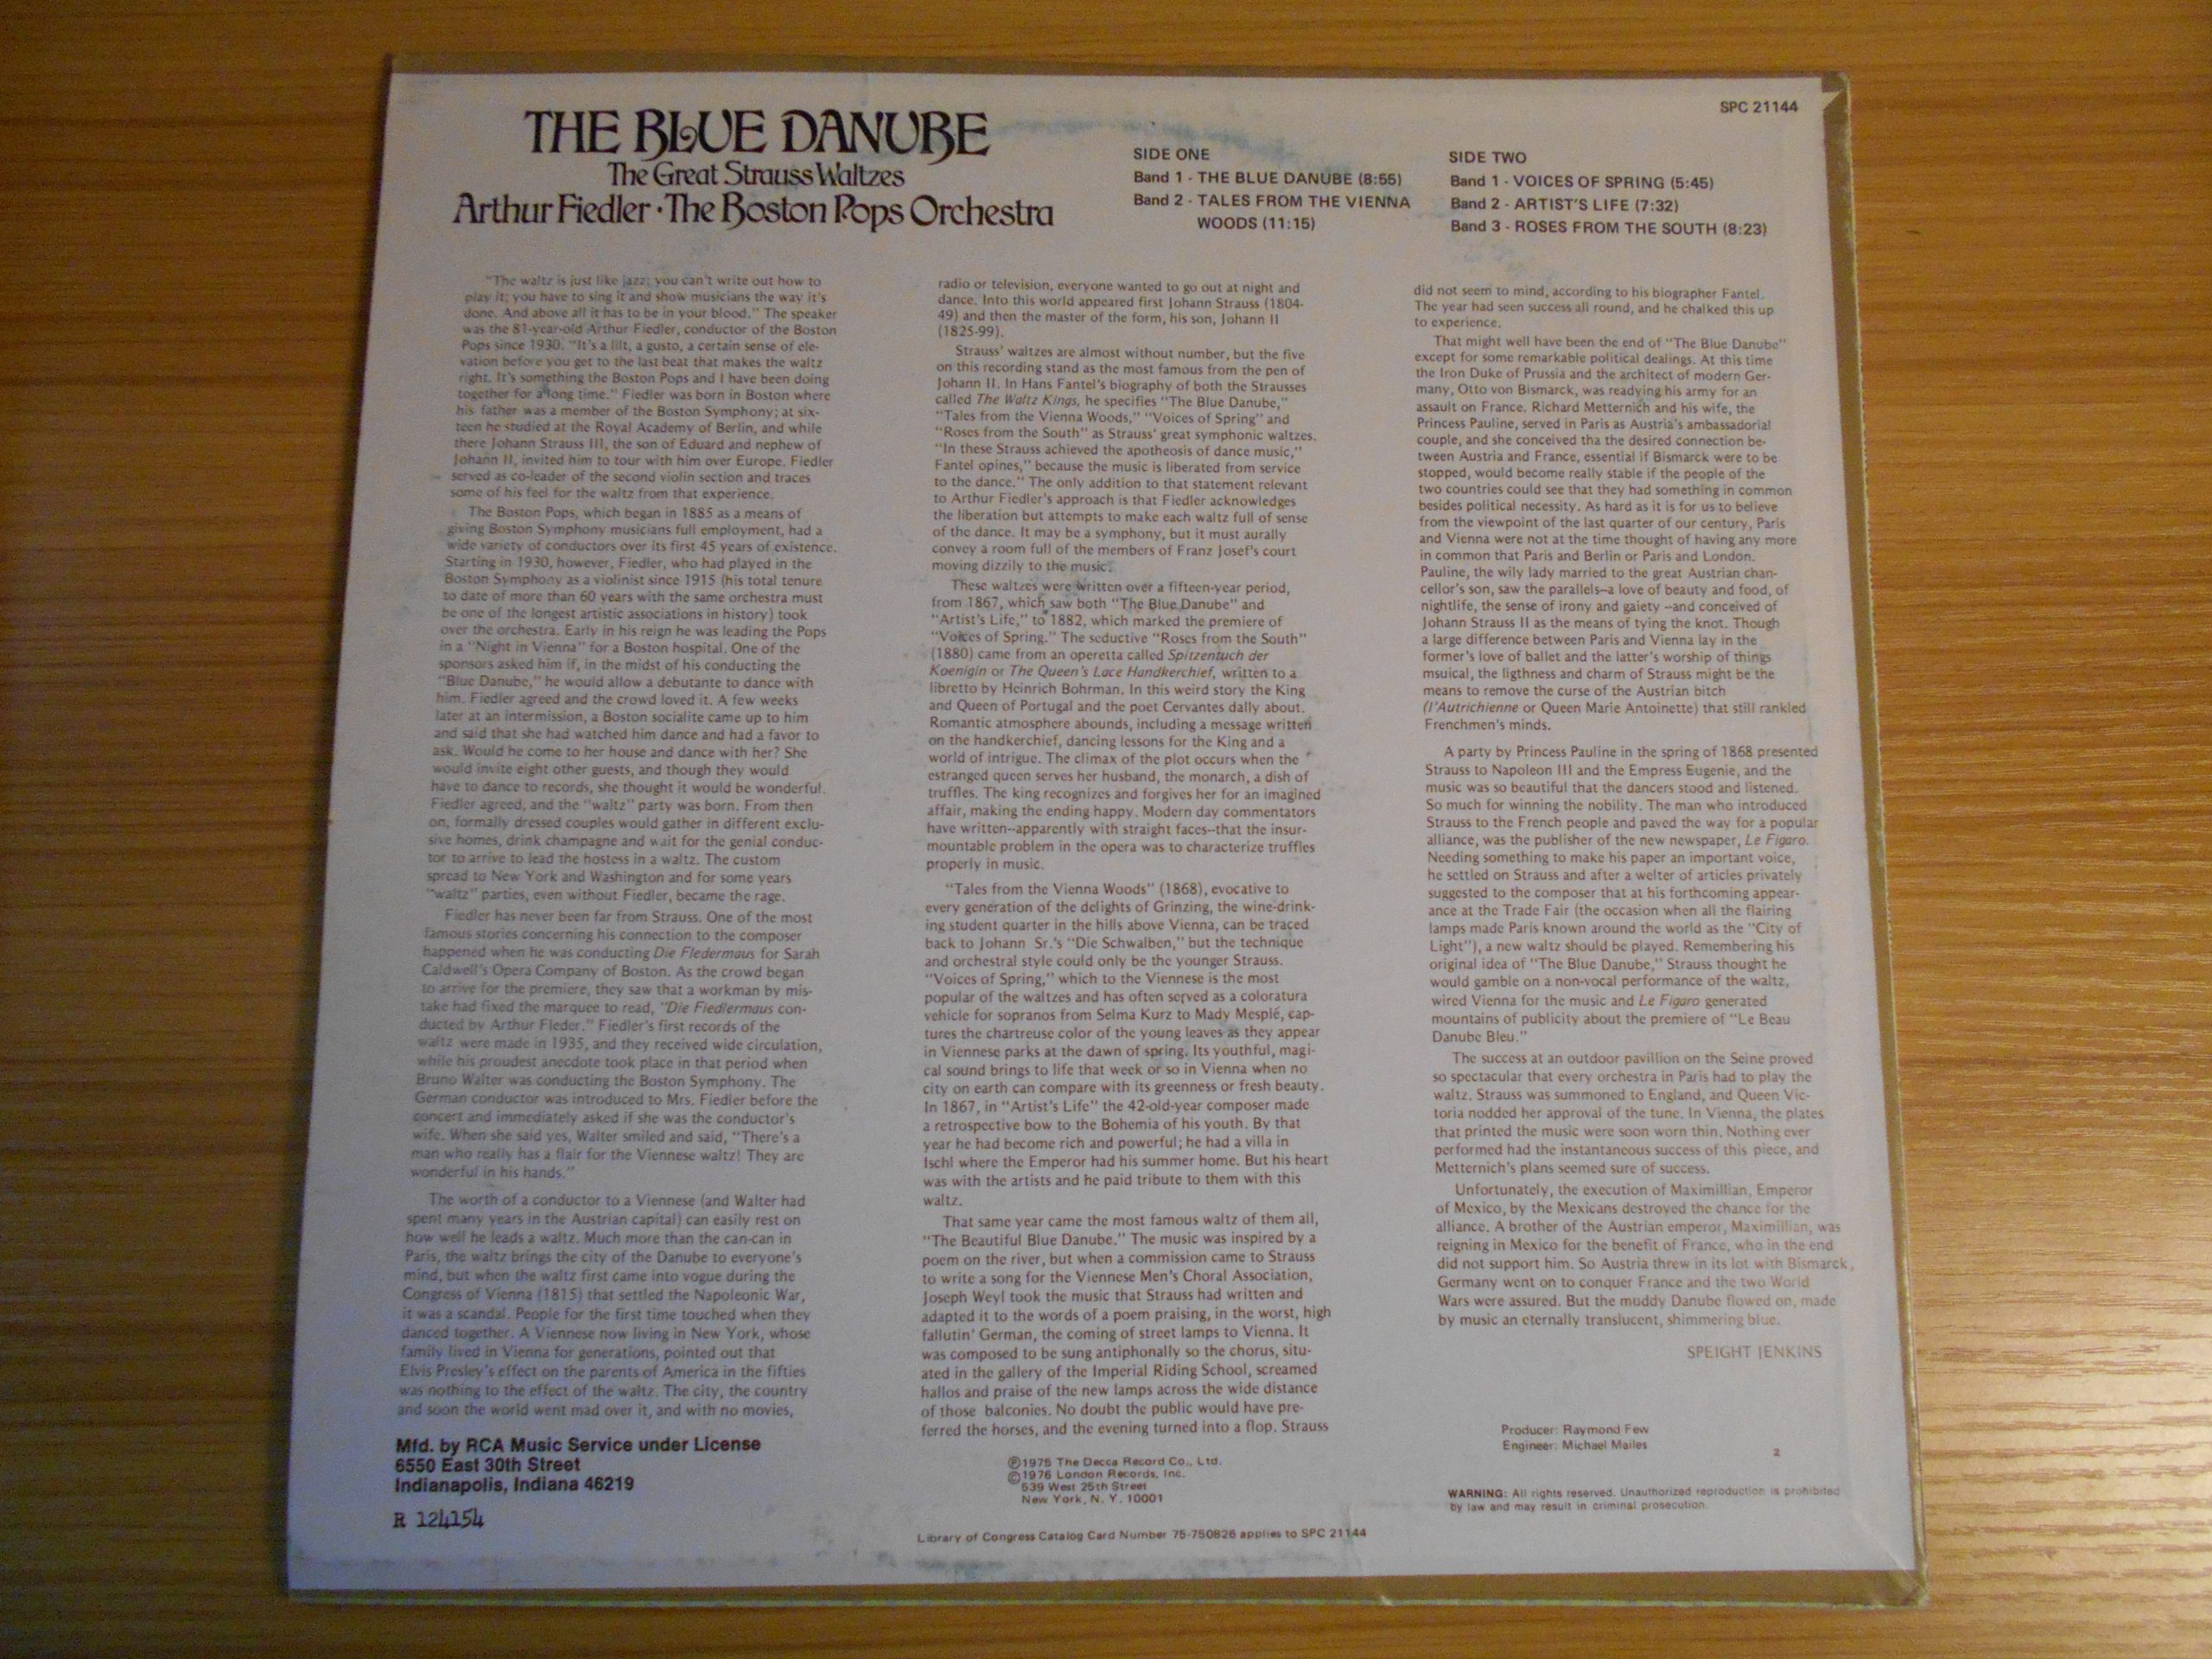 SPC 21144
THE BLUE DANUBE
The Great Strauss Waltzes
Arthur Fiedler · The Boston Pops Orchestra
SIDE ONE
Band 1 - THE BLUE DANUBE (8:55)
Band 2 - TALES FROM THE VIENNA
WOODS (11:15)
SIDE TWO
Band 1 - VOICES OF SPRING (5:45)
Band 2 - ARTIST'S LIFE (7:32)
Band 3 - ROSES FROM THE SOUTH (8:23)
"The waltz is just like jazz; you can't write out how to
play it; you have to sing it and show musicians the way it's
done. And above all it has to be in your blood." The speaker
was the 81-year-old Arthur Fiedler, conductor of the Boston
Pops since 1930. "It's a lilt, a gusto, a certain sense of ele-
vation before you get to the last beat that makes the waltz
right. It's something the Boston Pops and I have been doing
together for a long time." Fiedler was born in Boston where
his father was a member of the Boston Symphony; at six-
teen he studied at the Royal Academy of Berlin, and while
there Johann Strauss III, the son of Eduard and nephew of
Johann II, invited him to tour with him over Europe. Fiedler
served as co-leader of the second violin section and traces
some of his feel for the waltz from that experience.
The Boston Pops, which began in 1885 as a means of
giving Boston Symphony musicians full employment, had a
wide variety of conductors over its first 45 years of existence.
Starting in 1930, however, Fiedler, who had played in the
Boston Symphony as a violinist since 1915 (his total tenure
to date of more than 60 years with the same orchestra must
be one of the longest artistic associations in history) took
over the orchestra. Early in his reign he was leading the Pops
in a "Night in Vienna" for a Boston hospital. One of the
sponsors asked him if, in the midst of his conducting the
"Blue Danube," he would allow a debutante to dance with
him. Fiedler agreed and the crowd loved it. A few weeks
later at an intermission, a Boston socialite came up to him
and said that she had watched him dance and had a favor to
ask. Would he come to her house and dance with her? She
would invite eight other guests, and though they would
have to dance to records, she thought it would be wonderful.
Fiedler agreed, and the "waltz" party was born. From then
on, formally dressed couples would gather in different exclu-
sive homes, drink champagne and wait for the genial conduc-
tor to arrive to lead the hostess in a waltz. The custom
spread to New York and Washington and for some years
"waltz" parties, even without Fiedler, became the rage.
Fiedler has never been far from Strauss. One of the most
famous stories concerning his connection to the composer
happened when he was conducting Die Fledermaus for Sarah
Caldwell's Opera Company of Boston. As the crowd began
to arrive for the premiere, they saw that a workman by mis-
take had fixed the marquee to read, "Die Fiedlermaus con-
ducted by Arthur Fleder." Fiedler's first records of the
waltz were made in 1935, and they received wide circulation,
while his proudest anecdote took place in that period when
Bruno Walter was conducting the Boston Symphony. The
German conductor was introduced to Mrs. Fiedler before the
concert and immediately asked if she was the conductor's
wife. When she said yes, Walter smiled and said, "There's a
man who really has a flair for the Viennese waltz! They are
wonderful in his hands."
The worth of a conductor to a Viennese (and Walter had
spent many years in the Austrian capital) can easily rest on
how well he leads a waltz. Much more than the can-can in
Paris, the waltz brings the city of the Danube to everyone's
mind, but when the waltz first came into vogue during the
Congress of Vienna (1815) that settled the Napoleonic War,
it was a scandal. People for the first time touched when they
danced together. A Viennese now living in New York, whose
family lived in Vienna for generations, pointed out that
Elvis Presley's effect on the parents of America in the fifties
was nothing to the effect of the waltz. The city, the country
and soon the world went mad over it, and with no movies,
radio or television, everyone wanted to go out at night and
dance. Into this world appeared first Johann Strauss (1804-
49) and then the master of the form, his son, Johann II
(1825-99).
Strauss' waltzes are almost without number, but the five
on this recording stand as the most famous from the pen of
Johann II. In Hans Fantel's biography of both the Strausses
called The Waltz Kings, he specifies "The Blue Danube,"
"Tales from the Vienna Woods," "Voices of Spring" and
"Roses from the South" as Strauss' great symphonic waltzes.
"In these Strauss achieved the apotheosis of dance music,"
Fantel opines," because the music is liberated from service
to the dance." The only addition to that statement relevant
to Arthur Fiedler's approach is that Fiedler acknowledges
the liberation but attempts to make each waltz full of sense
of the dance. It may be a symphony, but it must aurally
convey a room full of the members of Franz Josef's court
moving dizzily to the music.
These waltzes were written over a fifteen-year period,
from 1867, which saw both "The Blue Danube" and
"Artist's Life," to 1882, which marked the premiere of
"Voices of Spring." The seductive "Roses from the South"
(1880) came from an operetta called Spitzentuch der
Koenigin or The Queen's Lace Handkerchief, written to a
libretto by Heinrich Bohrman. In this weird story the King
and Queen of Portugal and the poet Cervantes dally about.
Romantic atmosphere abounds, including a message written
on the handkerchief, dancing lessons for the King and a
world of intrigue. The climax of the plot occurs when the
estranged queen serves her husband, the monarch, a dish of
truffles. The king recognizes and forgives her for an imagined
affair, making the ending happy. Modern day commentators
have written--apparently with straight faces--that the insur-
mountable problem in the opera was to characterize truffles
properly in music.
"Tales from the Vienna Woods" (1868), evocative to
every generation of the delights of Grinzing, the wine-drink-
ing student quarter in the hills above Vienna, can be traced
back to Johann Sr.'s "Die Schwalben," but the technique
and orchestral style could only be the younger Strauss.
"Voices of Spring," which to the Viennese is the most
popular of the waltzes and has often served as a coloratura
vehicle for sopranos from Selma Kurz to Mady Mesplé, cap-
tures the chartreuse color of the young leaves as they appear
in Viennese parks at the dawn of spring. Its youthful, magi-
cal sound brings to life that week or so in Vienna when no
city on earth can compare with its greenness or fresh beauty.
In 1867, in "Artist's Life" the 42-old-year composer made
a retrospective bow to the Bohemia of his youth. By that
year he had become rich and powerful; he had a villa in
Ischl where the Emperor had his summer home. But his heart
was with the artists and he paid tribute to them with this
waltz.
That same year came the most famous waltz of them all,
"The Beautiful Blue Danube." The music was inspired by a
poem on the river, but when a commission came to Strauss
to write a song for the Viennese Men's Choral Association,
Joseph Weyl took the music that Strauss had written and
adapted it to the words of a poem praising, in the worst, high
fallutin' German, the coming of street lamps to Vienna. It
was composed to be sung antiphonally so the chorus, situ-
ated in the gallery of the Imperial Riding School, screamed
hallos and praise of the new lamps across the wide distance
of those balconies. No doubt the public would have pre-
ferred the horses, and the evening turned into a flop. Strauss
did not seem to mind, according to his biographer Fantel.
The year had seen success all round, and he chalked this up
to experience.
That might well have been the end of "The Blue Danube"
except for some remarkable political dealings. At this time
the Iron Duke of Prussia and the architect of modern Ger-
many, Otto von Bismarck, was readying his army for an
assault on France. Richard Metternich and his wife, the
Princess Pauline, served in Paris as Austria's ambassadorial
couple, and she conceived tha the desired connection be-
tween Austria and France, essential if Bismarck were to be
stopped, would become really stable if the people of the
two countries could see that they had something in common
besides political necessity. As hard as it is for us to believe
from the viewpoint of the last quarter of our century, Paris
and Vienna were not at the time thought of having any more
in common that Paris and Berlin or Paris and London.
Pauline, the wily lady married to the great Austrian chan-
cellor's son, saw the parallels--a love of beauty and food, of
nightlife, the sense of irony and gaiety --and conceived of
Johann Strauss II as the means of tying the knot. Though
a large difference between Paris and Vienna lay in the
former's love of ballet and the latter's worship of things
msuical, the ligthness and charm of Strauss might be the
means to remove the curse of the Austrian bitch
(l'Autrichienne or Queen Marie Antoinette) that still rankled
Frenchmen's minds.
A party by Princess Pauline in the spring of 1868 presented
Strauss to Napoleon III and the Empress Eugenie, and the
music was so beautiful that the dancers stood and listened.
So much for winning the nobility. The man who introduced
Strauss to the French people and paved the way for a popular
alliance, was the publisher of the new newspaper, Le Figaro.
Needing something to make his paper an important voice,
he settled on Strauss and after a welter of articles privately
suggested to the composer that at his forthcoming appear-
ance at the Trade Fair (the occasion when all the flairing
lamps made Paris known around the world as the "City of
Light"), a new waltz should be played. Remembering his
original idea of "The Blue Danube," Strauss thought he
would gamble on a non-vocal performance of the waltz,
wired Vienna for the music and Le Figaro generated
mountains of publicity about the premiere of "Le Beau
Danube Bleu."
The success at an outdoor pavillion on the Seine proved
so spectacular that every orchestra in Paris had to play the
waltz. Strauss was summoned to England, and Queen Vic-
toria nodded her approval of the tune. In Vienna, the plates
that printed the music were soon worn thin. Nothing ever
performed had the instantaneous success of this piece, and
Metternich's plans seemed sure of success.
Unfortunately, the execution of Maximillian, Emperor
of Mexico, by the Mexicans destroyed the chance for the
alliance. A brother of the Austrian emperor, Maximillian, was
reigning in Mexico for the benefit of France, who in the end
did not support him. So Austria threw in its lot with Bismarck,
Germany went on to conquer France and the two World
Wars were assured. But the muddy Danube flowed on, made
by music an eternally translucent, shimmering blue.
SPEIGHT JENKINS
Mfd. by RCA Music Service under License
6550 East 30th Street
Indianapolis, Indiana 46219
R 124154
℗1975 The Decca Record Co., Ltd.
©1976 London Records, Inc.
539 West 25th Street
New York, N. Y. 10001
Library of Congress Catalog Card Number 75-750826 applies to SPC 21144
Producer: Raymond Few
Engineer: Michael Mailes
2
WARNING: All rights reserved. Unauthorized reproduction is prohibited
by law and may result in criminal prosecution.